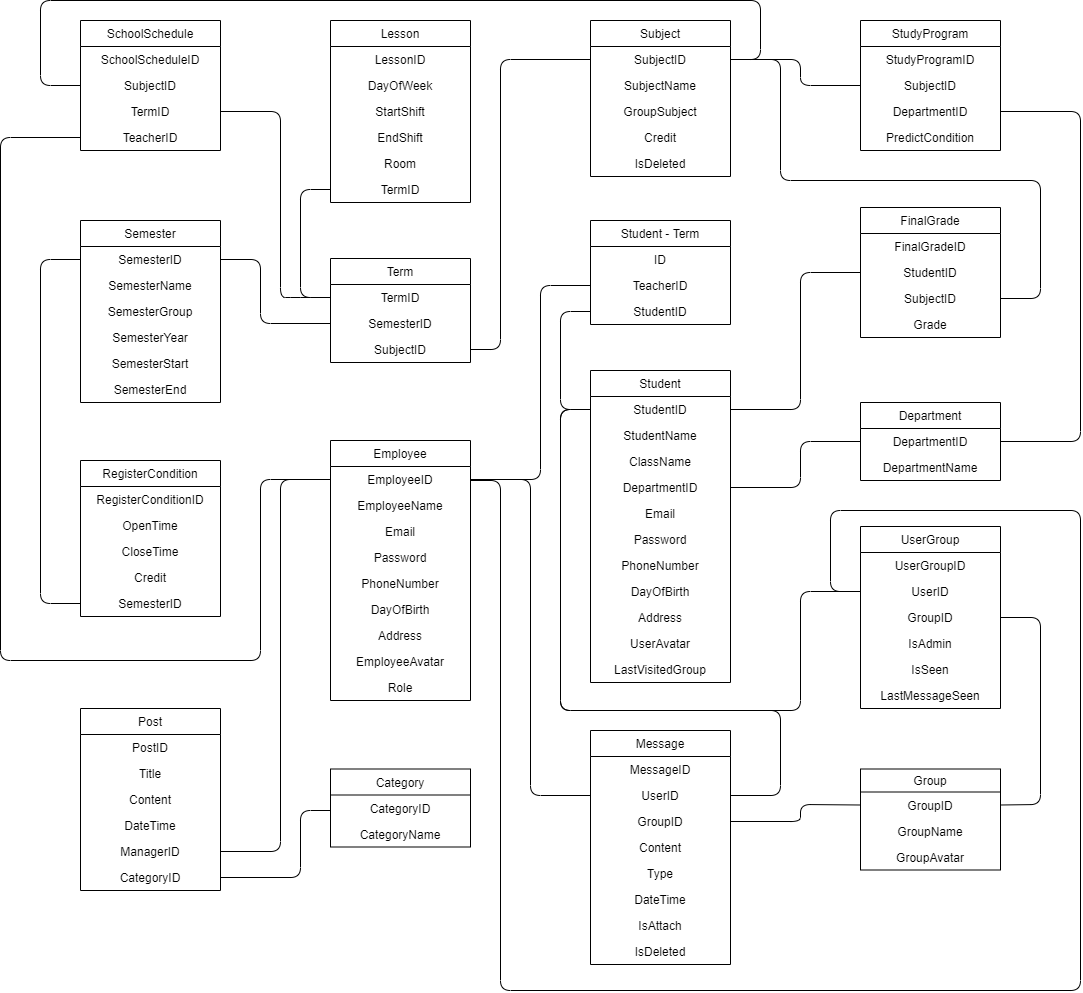 SchoolSchedule
SchoolScheduleID
SubjectID
TermID
TeacherID
Lesson
LessonID
DayOfWeek
StartShift
EndShift
Room
TermID
Subject
SubjectID
SubjectName
GroupSubject
Credit
IsDeleted
StudyProgram
StudyProgramID
SubjectID
DepartmentID
PredictCondition
Semester
SemesterID
SemesterName
SemesterGroup
SemesterYear
SemesterStart
SemesterEnd
Term
TermID
SemesterID
SubjectID
Student - Term
ID
TeacherID
StudentID
FinalGrade
FinalGradeID
StudentID
SubjectID
Grade
RegisterCondition
RegisterConditionID
OpenTime
CloseTime
Credit
SemesterID
Employee
EmployeeID
EmployeeName
Email
Password
PhoneNumber
DayOfBirth
Address
EmployeeAvatar
Role
Student
StudentID
StudentName
ClassName
DepartmentID
Email
Password
PhoneNumber
DayOfBirth
Address
UserAvatar
LastVisitedGroup
Department
DepartmentID
DepartmentName
UserGroup
UserGroupID
UserID
GroupID
IsAdmin
IsSeen
LastMessageSeen
Post
PostID
Title
Content
DateTime
ManagerID
CategoryID
Category
CategoryID
CategoryName
Message
MessageID
UserID
GroupID
Content
Type
DateTime
IsAttach
IsDeleted
Group
GroupID
GroupName
GroupAvatar